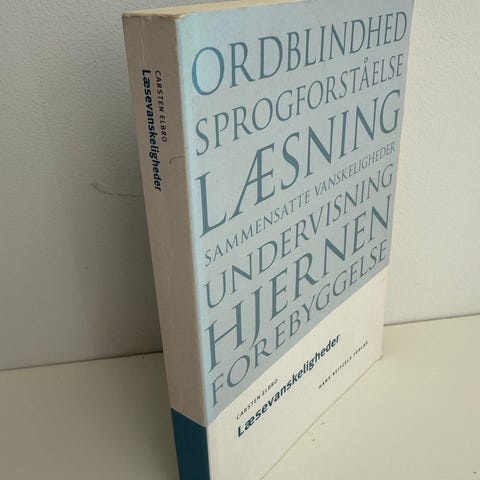 CARSTEN ELBRO
Læsevanskeligheder
ORDBLINDHED
SPROGFORSTÅELSE
LÆSNING
SAMMENSATTE VANSKELIGHEDER
UNDERVISNING
HJERNEN
FOREBYGGELSE
CARSTEN ELBRO
Læsevanskeligheder
HANS REITZELS FORLAG